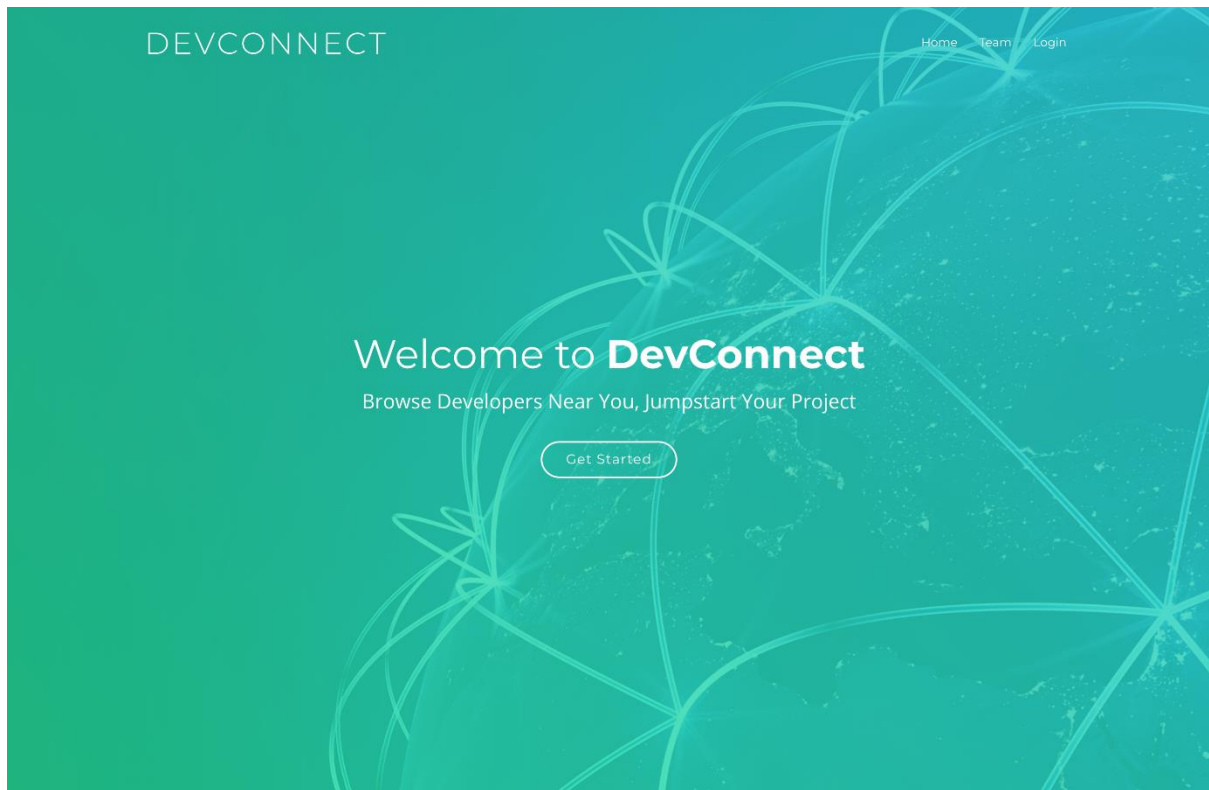 DEVCONNECT
Home Team Login
Welcome to DevConnect
Browse Developers Near You, Jumpstart Your Project
Get Started